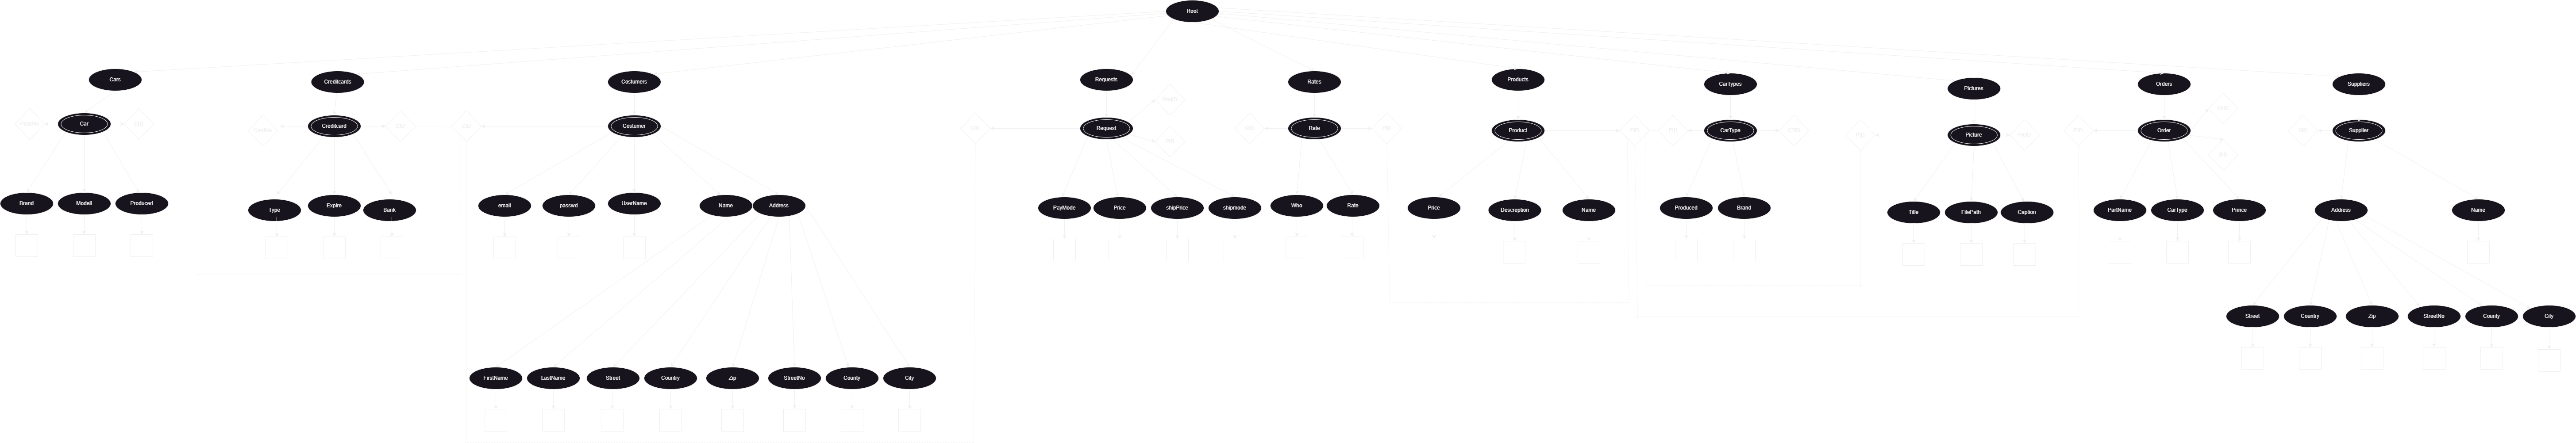 Root
Cars
Creditcards
Costumers
Requests
Rates
Products
CarTypes
Pictures
Orders
Suppliers
Car
Creditcard
Costumer
Request
Rate
Product
CarType
Picture
Order
Supplier
Brand
Modell
Produced
Type
Expire
Bank
email
passwd
UserName
Name
Address
PayMode
Price
shipPrice
shipmode
Who
Rate
Price
Descreption
Name
Produced
Brand
Title
FilePath
Caption
PartName
CarType
Prince
Address
Name
Street
Country
Zip
StreetNo
County
City
FirstName
LastName
Street
Country
Zip
StreetNo
County
City